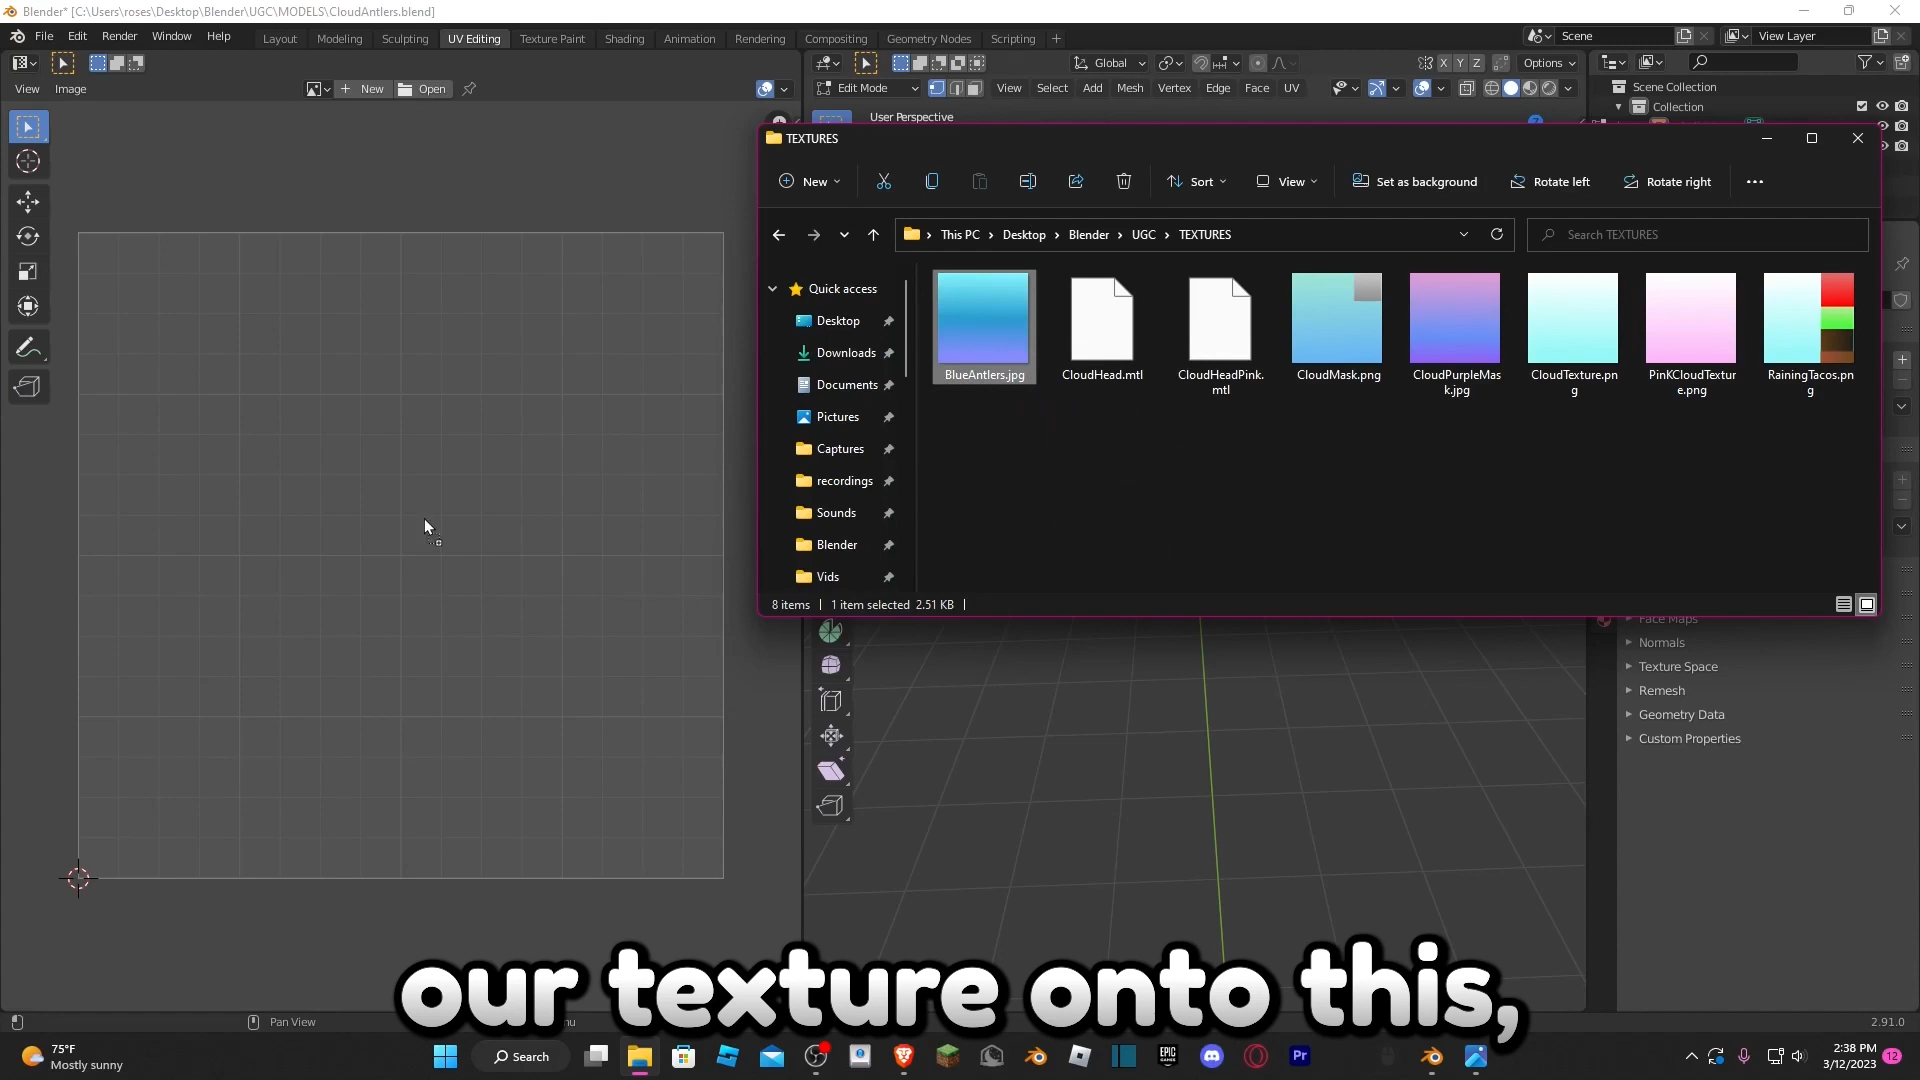 Blender* [C:\Users\roses\Desktop\Blender\UGC\MODELS\CloudAntlers.blend]
File Edit Render Window Help Layout Modeling Sculpting UV Editing Texture Paint Shading Animation Rendering Compositing Geometry Nodes Scripting + Scene View Layer
Global X Y Z Options
View Image New Open Edit Mode View Select Add Mesh Vertex Edge Face UV
Scene Collection
Collection
User Perspective
TEXTURES
New Sort View Set as background Rotate left Rotate right
This PC > Desktop > Blender > UGC > TEXTURES
Search TEXTURES
Quick access
Desktop
Downloads
Documents
Pictures
Captures
recordings
Sounds
Blender
Vids
BlueAntlers.jpg
CloudHead.mtl
CloudHeadPink.
mtl
CloudMask.png
CloudPurpleMas
k.jpg
CloudTexture.pn
g
PinKCloudTextur
e.png
RainingTacos.pn
g
8 items | 1 item selected 2.51 KB |
Face Maps
Normals
Texture Space
Remesh
Geometry Data
Custom Properties
our texture onto this,
Pan View
nu
2.91.0
75°F
Mostly sunny
Search
EPIC
GAMES
Pr
2:38 PM
3/12/2023
12